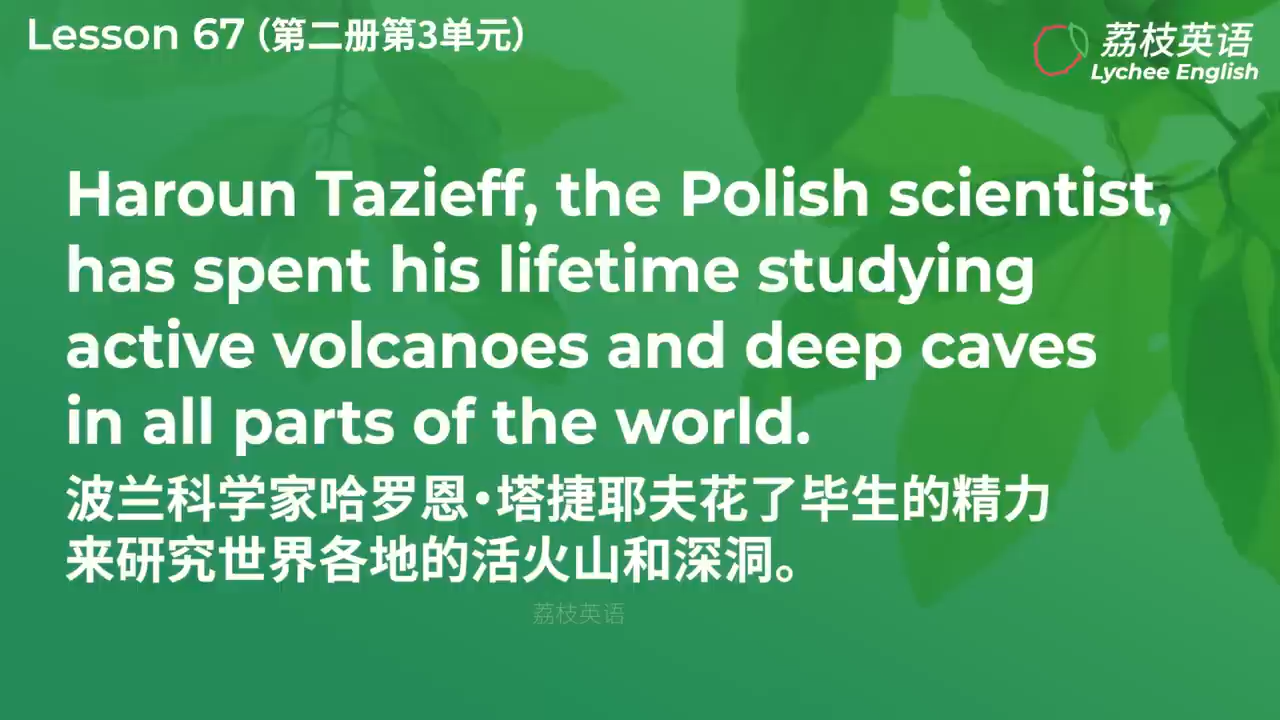 Lesson 67（第二册第3单元）
荔枝英语
Lychee English
Haroun Tazieff, the Polish scientist,
has spent his lifetime studying
active volcanoes and deep caves
in all parts of the world.
波兰科学家哈罗恩•塔捷耶夫花了毕生的精力
来研究世界各地的活火山和深洞。
荔枝英语